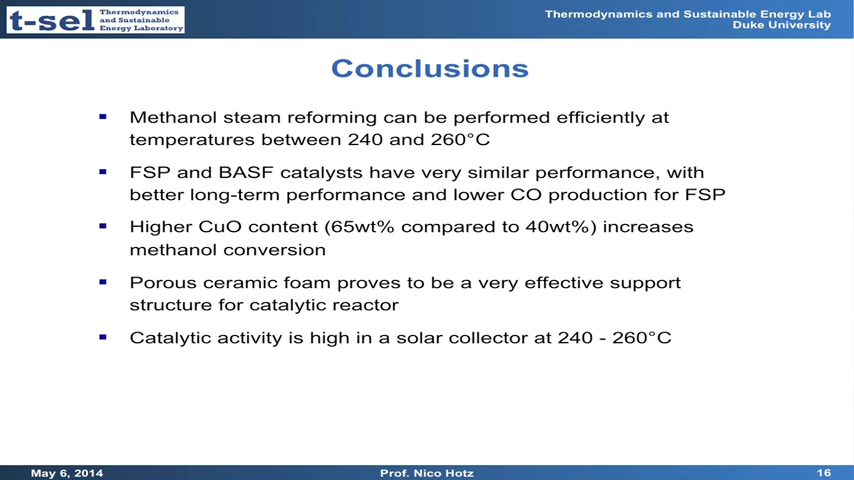 t-sel
Thermodynamics
and Sustainable
Energy Laboratory
Thermodynamics and Sustainable Energy Lab
Duke University
Conclusions
Methanol steam reforming can be performed efficiently at
temperatures between 240 and 260°C
FSP and BASF catalysts have very similar performance, with
better long-term performance and lower CO production for FSP
Higher CuO content (65wt% compared to 40wt%) increases
methanol conversion
Porous ceramic foam proves to be a very effective support
structure for catalytic reactor
Catalytic activity is high in a solar collector at 240 - 260°C
May 6, 2014
Prof. Nico Hotz
16